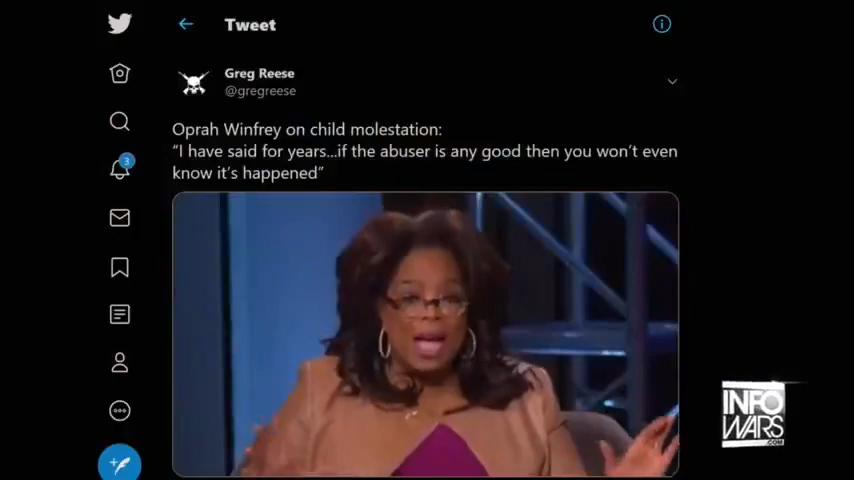 Tweet
Greg Reese
@gregreese
Oprah Winfrey on child molestation:
“I have said for years...if the abuser is any good then you won't even
know it's happened”
3
INFO
WARS
.COM